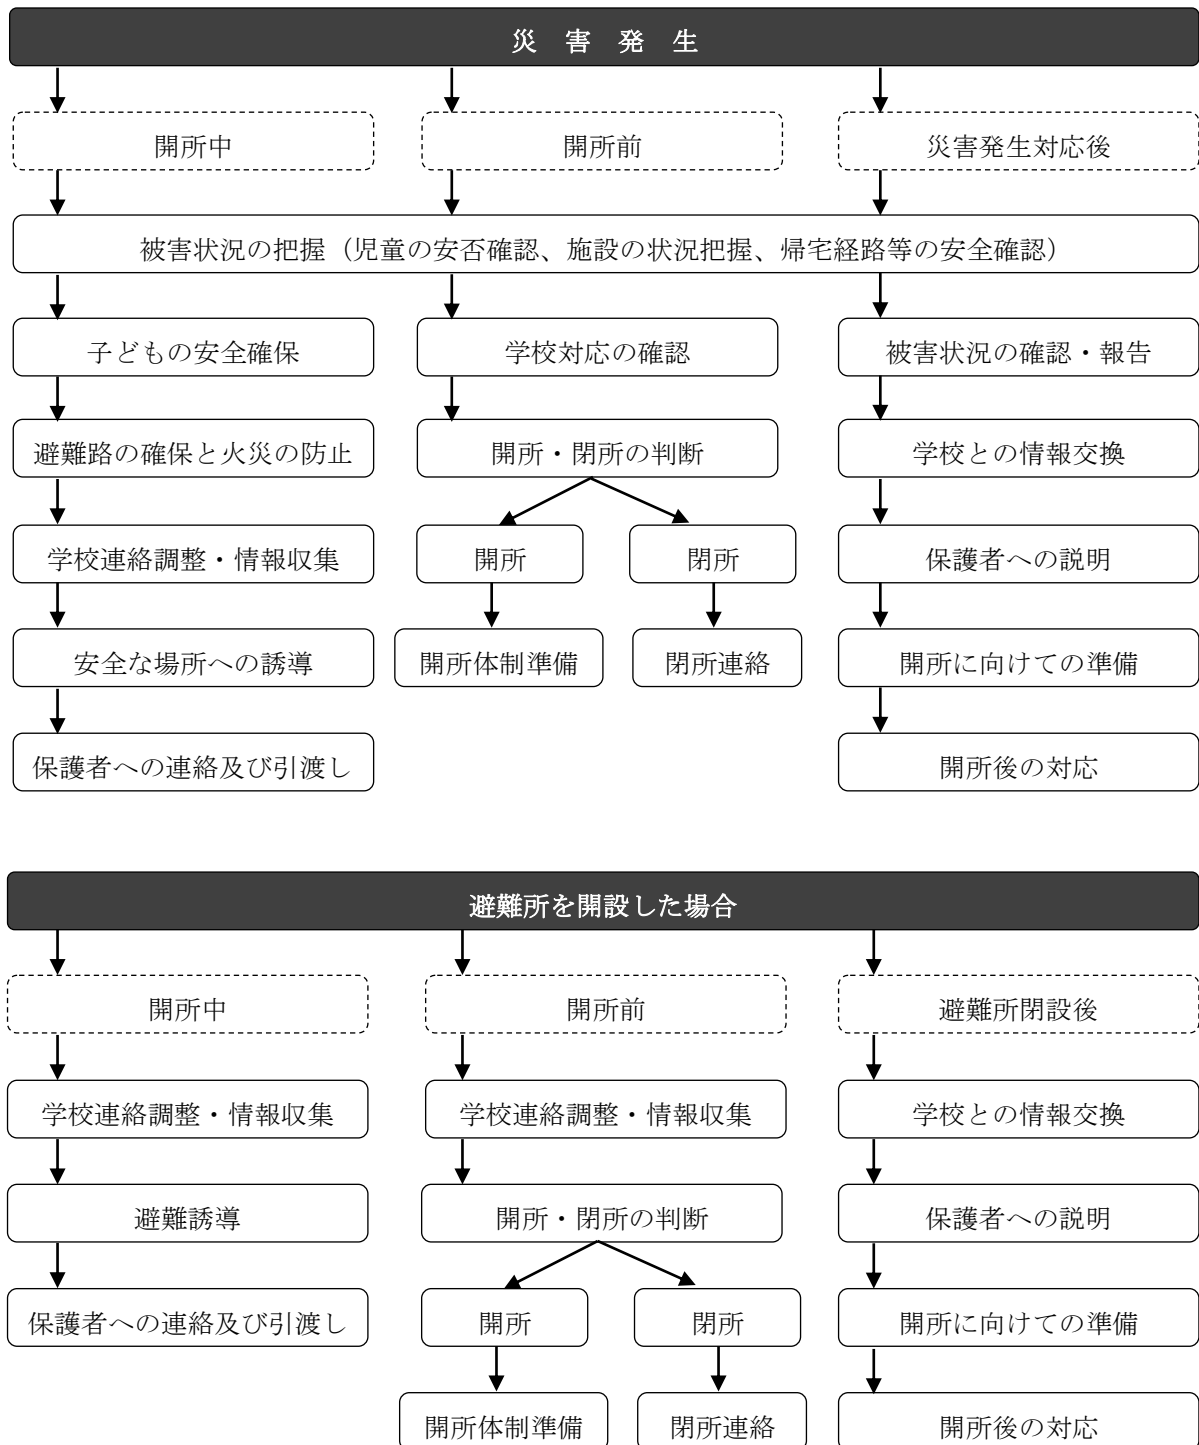 災　害　発　生
開所中
開所前
災害発生対応後
被害状況の把握（児童の安否確認、施設の状況把握、帰宅経路等の安全確認）
子どもの安全確保
学校対応の確認
被害状況の確認・報告
避難路の確保と火災の防止
開所・閉所の判断
学校との情報交換
学校連絡調整・情報収集
開所
閉所
保護者への説明
安全な場所への誘導
開所体制準備
閉所連絡
開所に向けての準備
保護者への連絡及び引渡し
開所後の対応
避難所を開設した場合
開所中
開所前
避難所閉設後
学校連絡調整・情報収集
学校連絡調整・情報収集
学校との情報交換
避難誘導
開所・閉所の判断
保護者への説明
保護者への連絡及び引渡し
開所
閉所
開所に向けての準備
開所体制準備
閉所連絡
開所後の対応